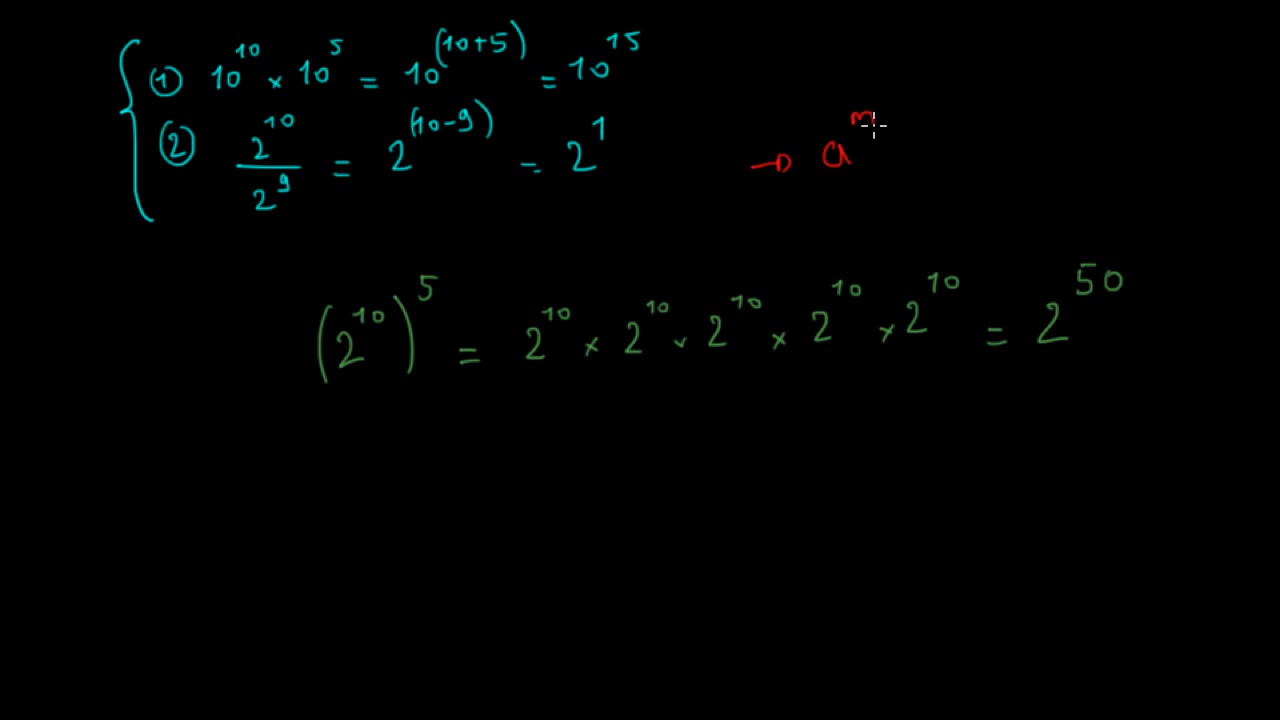 ① 10^10 × 10^5 = 10^(10+5) = 10^15
② 2^10 / 2^9 = 2^(10-9) = 2^1
→ a^m
(2^10)^5 = 2^10 × 2^10 × 2^10 × 2^10 × 2^10 = 2^50